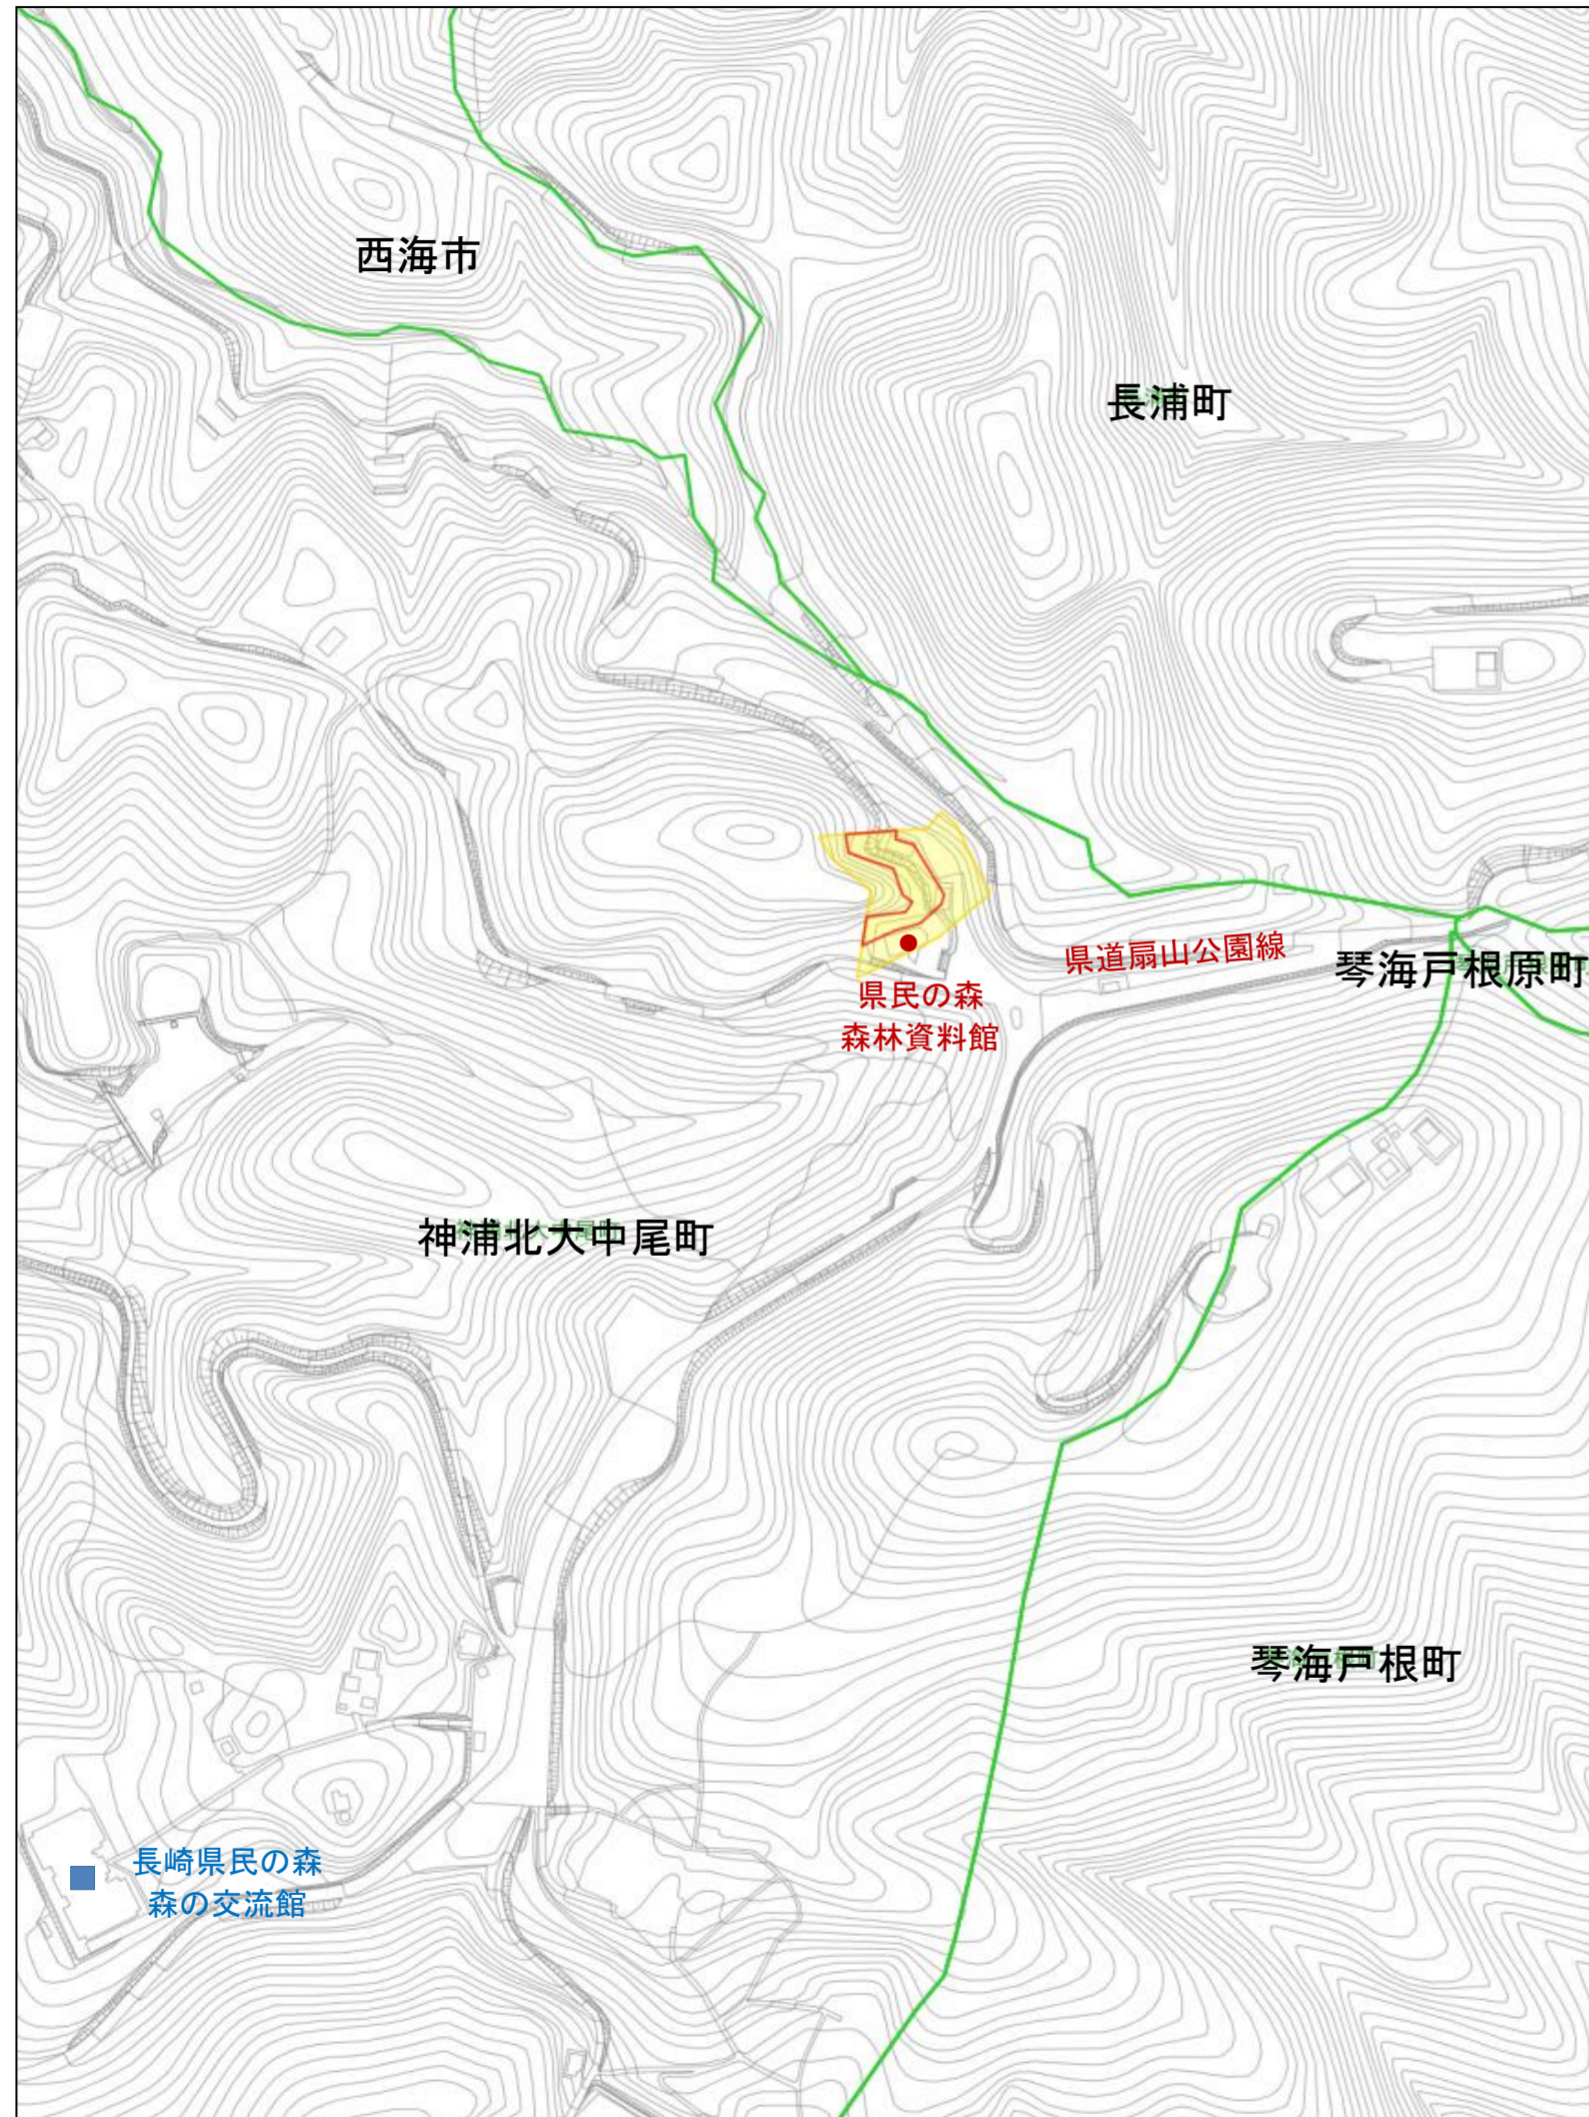 西海市
長浦町
県道扇山公園線
琴海戸根原町
県民の森
森林資料館
神浦北大中尾町
琴海戸根町
長崎県民の森
森の交流館